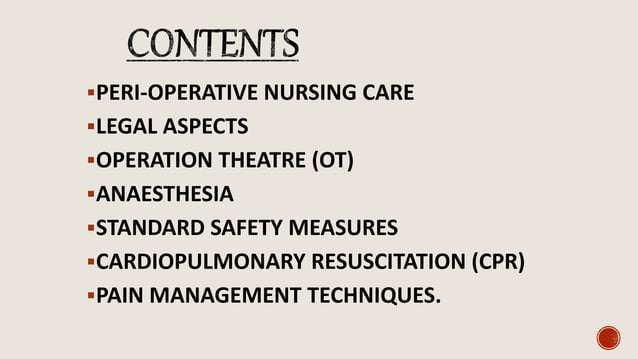 CONTENTS
▪PERI-OPERATIVE NURSING CARE
▪LEGAL ASPECTS
▪OPERATION THEATRE (OT)
▪ANAESTHESIA
▪STANDARD SAFETY MEASURES
▪CARDIOPULMONARY RESUSCITATION (CPR)
▪PAIN MANAGEMENT TECHNIQUES.